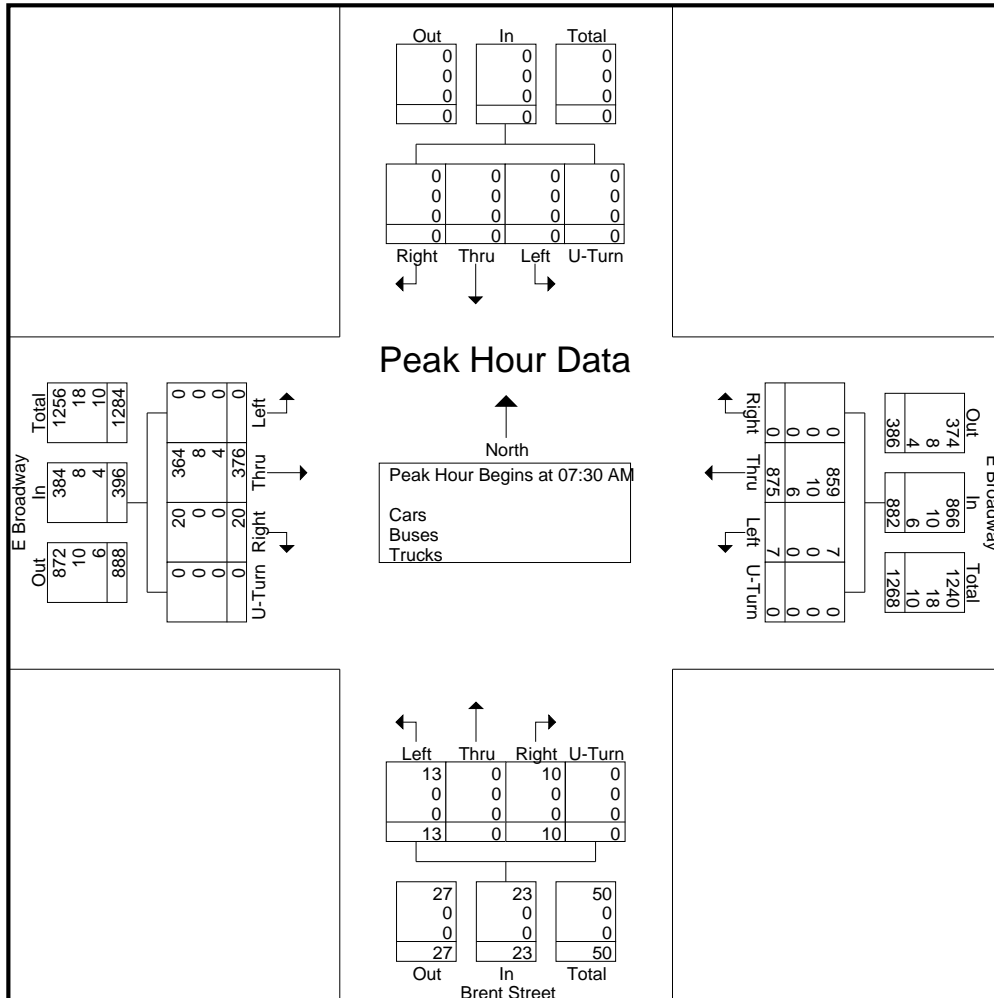 Out In Total
0 0 0
0 0 0
0 0 0
0 0 0
0 0 0 0
0 0 0 0
0 0 0 0
0 0 0 0
Right Thru Left U-Turn
Peak Hour Data
North
Peak Hour Begins at 07:30 AM
Cars
Buses
Trucks
E Broadway
Total
1256
18
10
1284
In
384
8
4
396
Out
872
10
6
888
0
0
0
0
Left
364
8
4
376
Thru
20
0
0
20
Right
0
0
0
0
U-Turn
Right
0
0
0
0
Thru
875
6
10
859
Left
7
0
0
7
U-Turn
0
0
0
0
Out
374
8
4
386
In
866
10
6
882
Total
1240
18
10
1268
E Broadway
Left Thru Right U-Turn
13 0 10 0
0 0 0 0
0 0 0 0
13 0 10 0
27 23 50
0 0 0
0 0 0
27 23 50
Out In Total
Brent Street